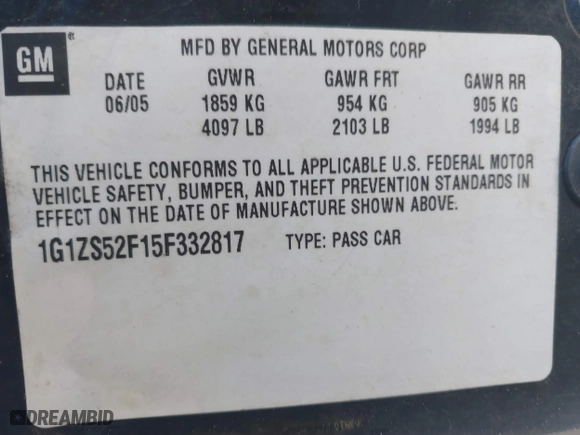 GM ®
MFD BY GENERAL MOTORS CORP
DATE GVWR GAWR FRT GAWR RR
06/05 1859 KG 954 KG 905 KG
4097 LB 2103 LB 1994 LB
THIS VEHICLE CONFORMS TO ALL APPLICABLE U.S. FEDERAL MOTOR
VEHICLE SAFETY, BUMPER, AND THEFT PREVENTION STANDARDS IN
EFFECT ON THE DATE OF MANUFACTURE SHOWN ABOVE.
1G1ZS52F15F332817 TYPE: PASS CAR
DREAMBID